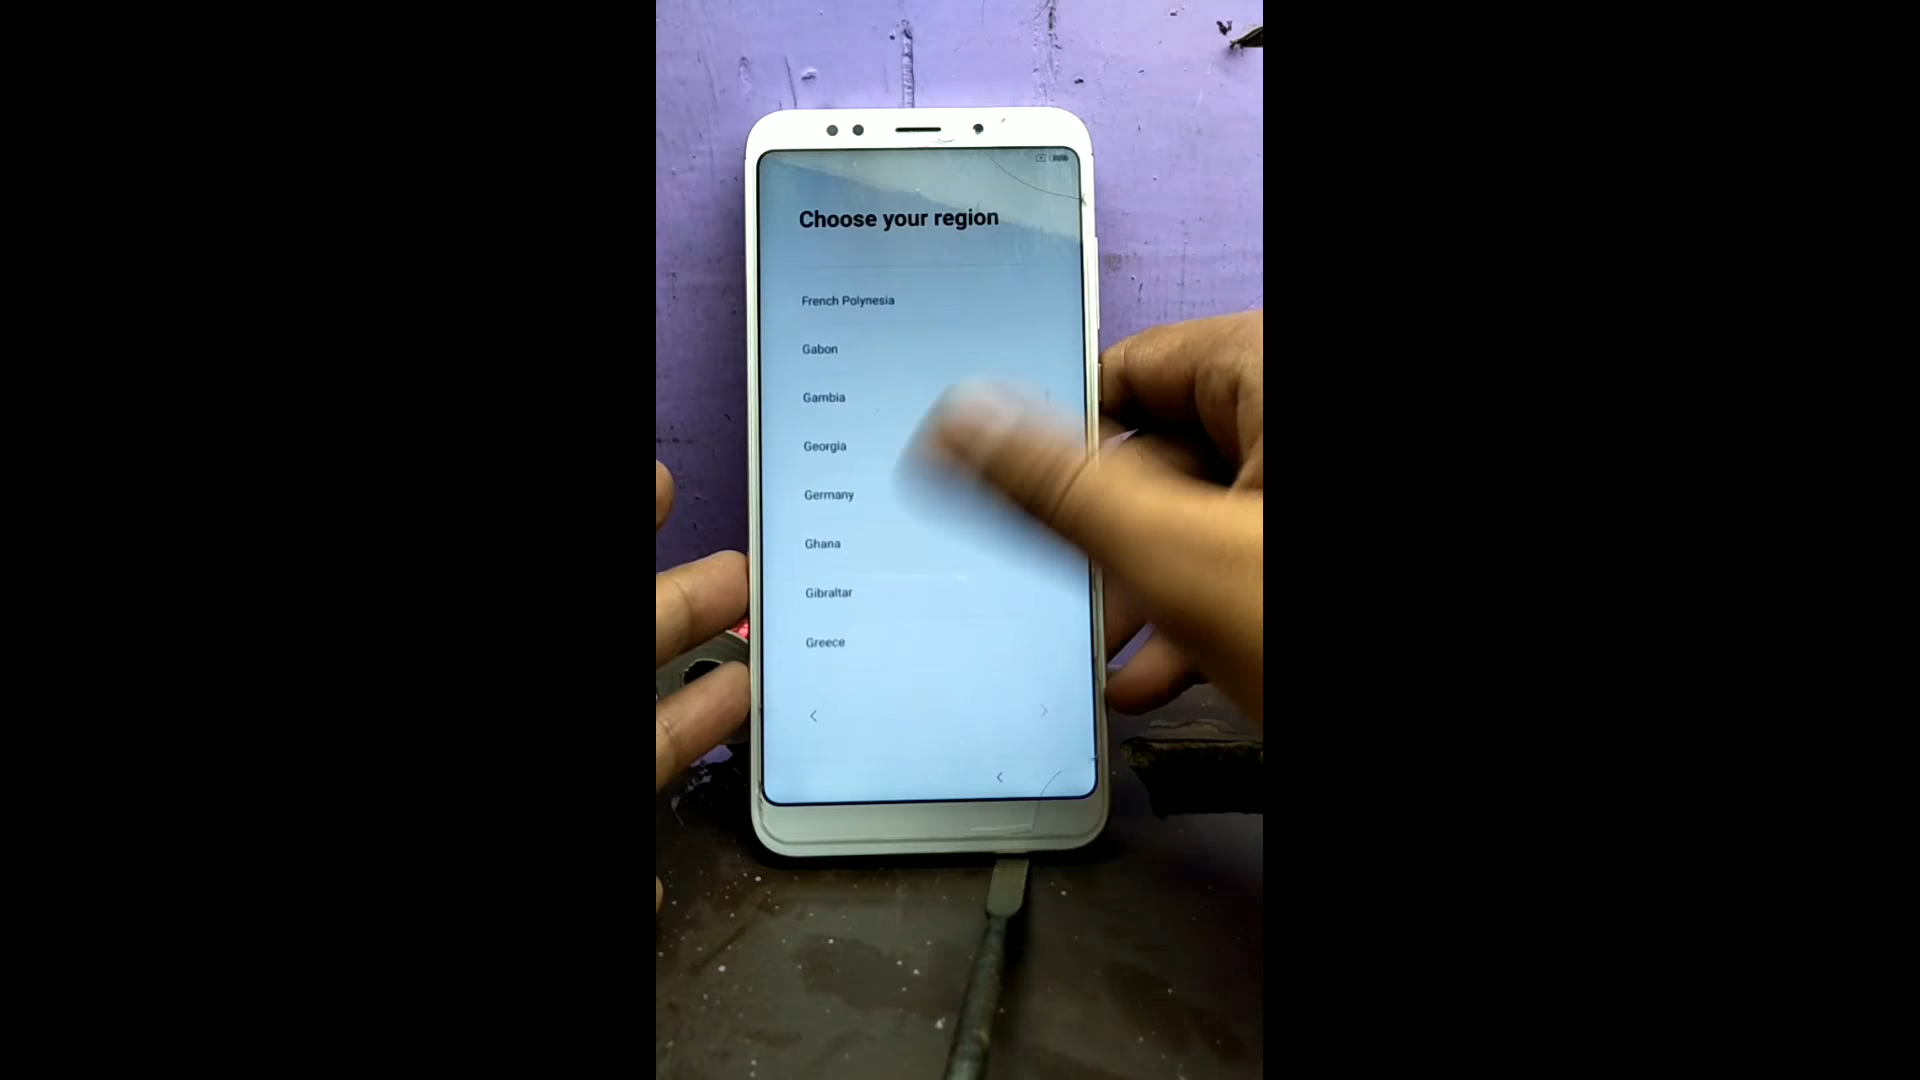 Choose your region
French Polynesia
Gabon
Gambia
Georgia
Germany
Ghana
Gibraltar
Greece